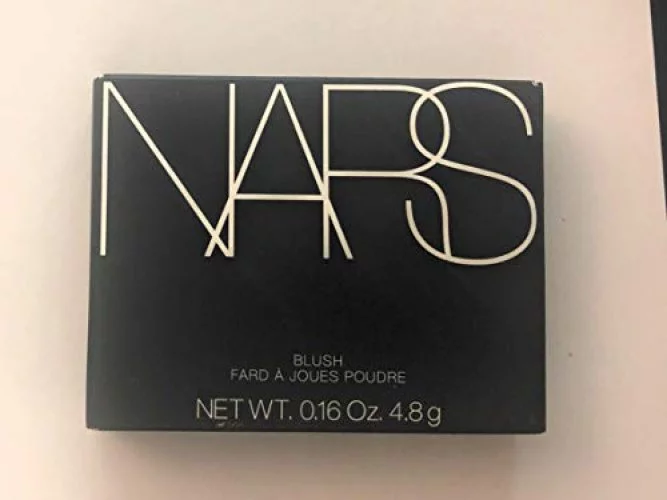 NARS
BLUSH
FARD À JOUES POUDRE
NET WT. 0.16 Oz. 4.8 g